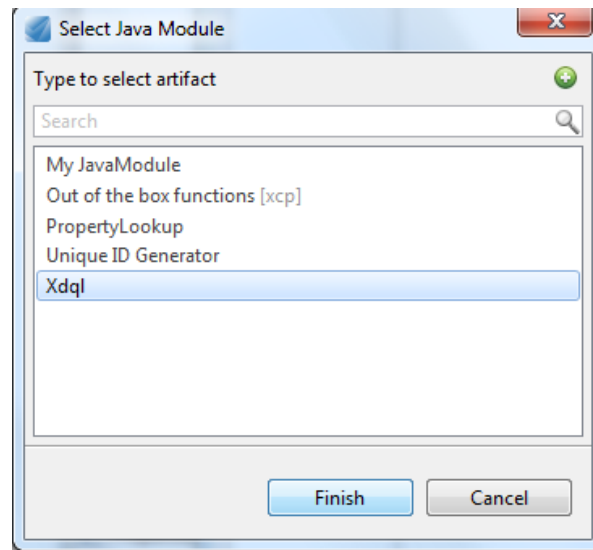 Select Java Module
Type to select artifact
Search
My JavaModule
Out of the box functions [xcp]
PropertyLookup
Unique ID Generator
Xdql
Finish
Cancel